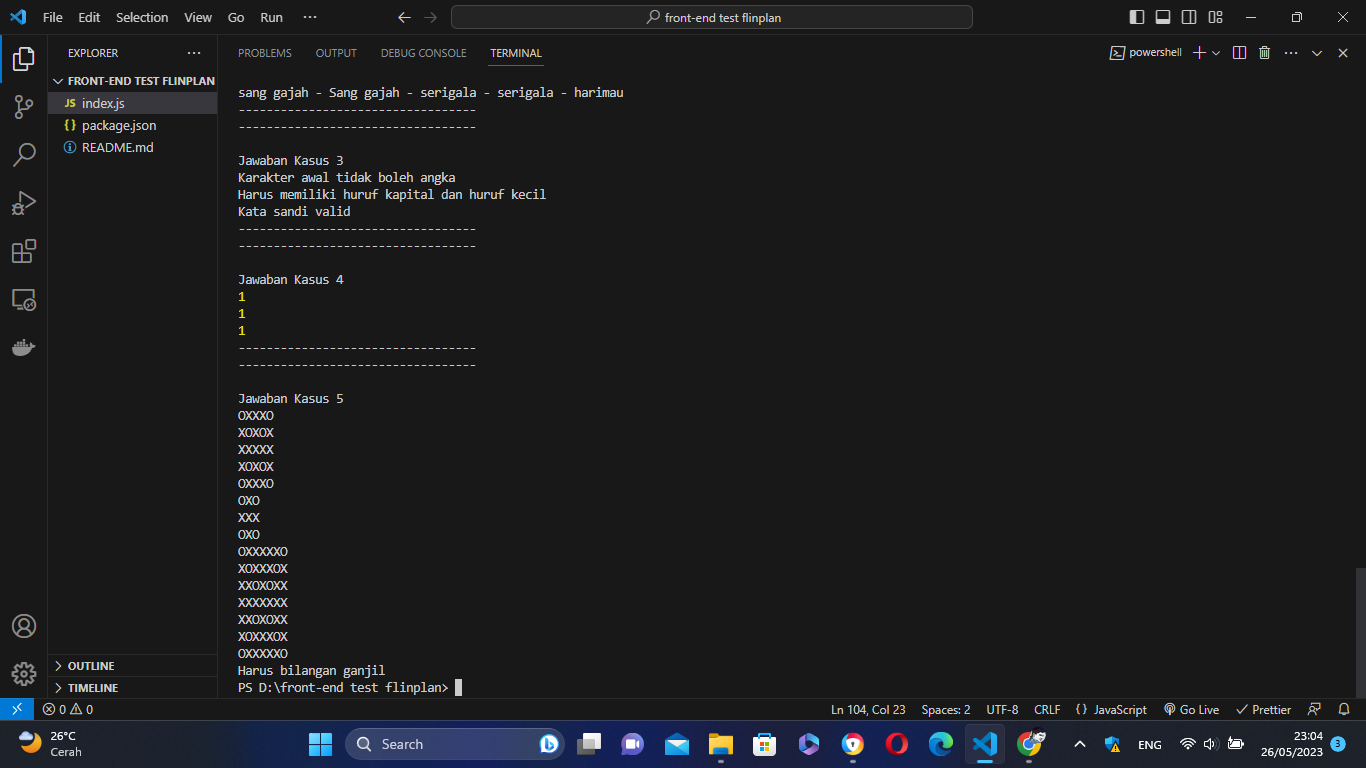 File Edit Selection View Go Run ···
front-end test flinplan
EXPLORER
FRONT-END TEST FLINPLAN
JS index.js
{} package.json
README.md
OUTLINE
TIMELINE
PROBLEMS OUTPUT DEBUG CONSOLE TERMINAL
powershell
sang gajah - Sang gajah - serigala - serigala - harimau
----------------------------------
----------------------------------
Jawaban Kasus 3
Karakter awal tidak boleh angka
Harus memiliki huruf kapital dan huruf kecil
Kata sandi valid
----------------------------------
----------------------------------
Jawaban Kasus 4
1
1
1
----------------------------------
----------------------------------
Jawaban Kasus 5
OXXXO
XOXOX
XXXXX
XOXOX
OXXXO
OXO
XXX
OXO
OXXXXXO
XOXXXOX
XXOXOXX
XXXXXXX
XXOXOXX
XOXXXOX
OXXXXXO
Harus bilangan ganjil
PS D:\front-end test flinplan>
0 0
Ln 104, Col 23 Spaces: 2 UTF-8 CRLF {} JavaScript Go Live Prettier
26°C
Cerah
Search
ENG
23:04
26/05/2023
3